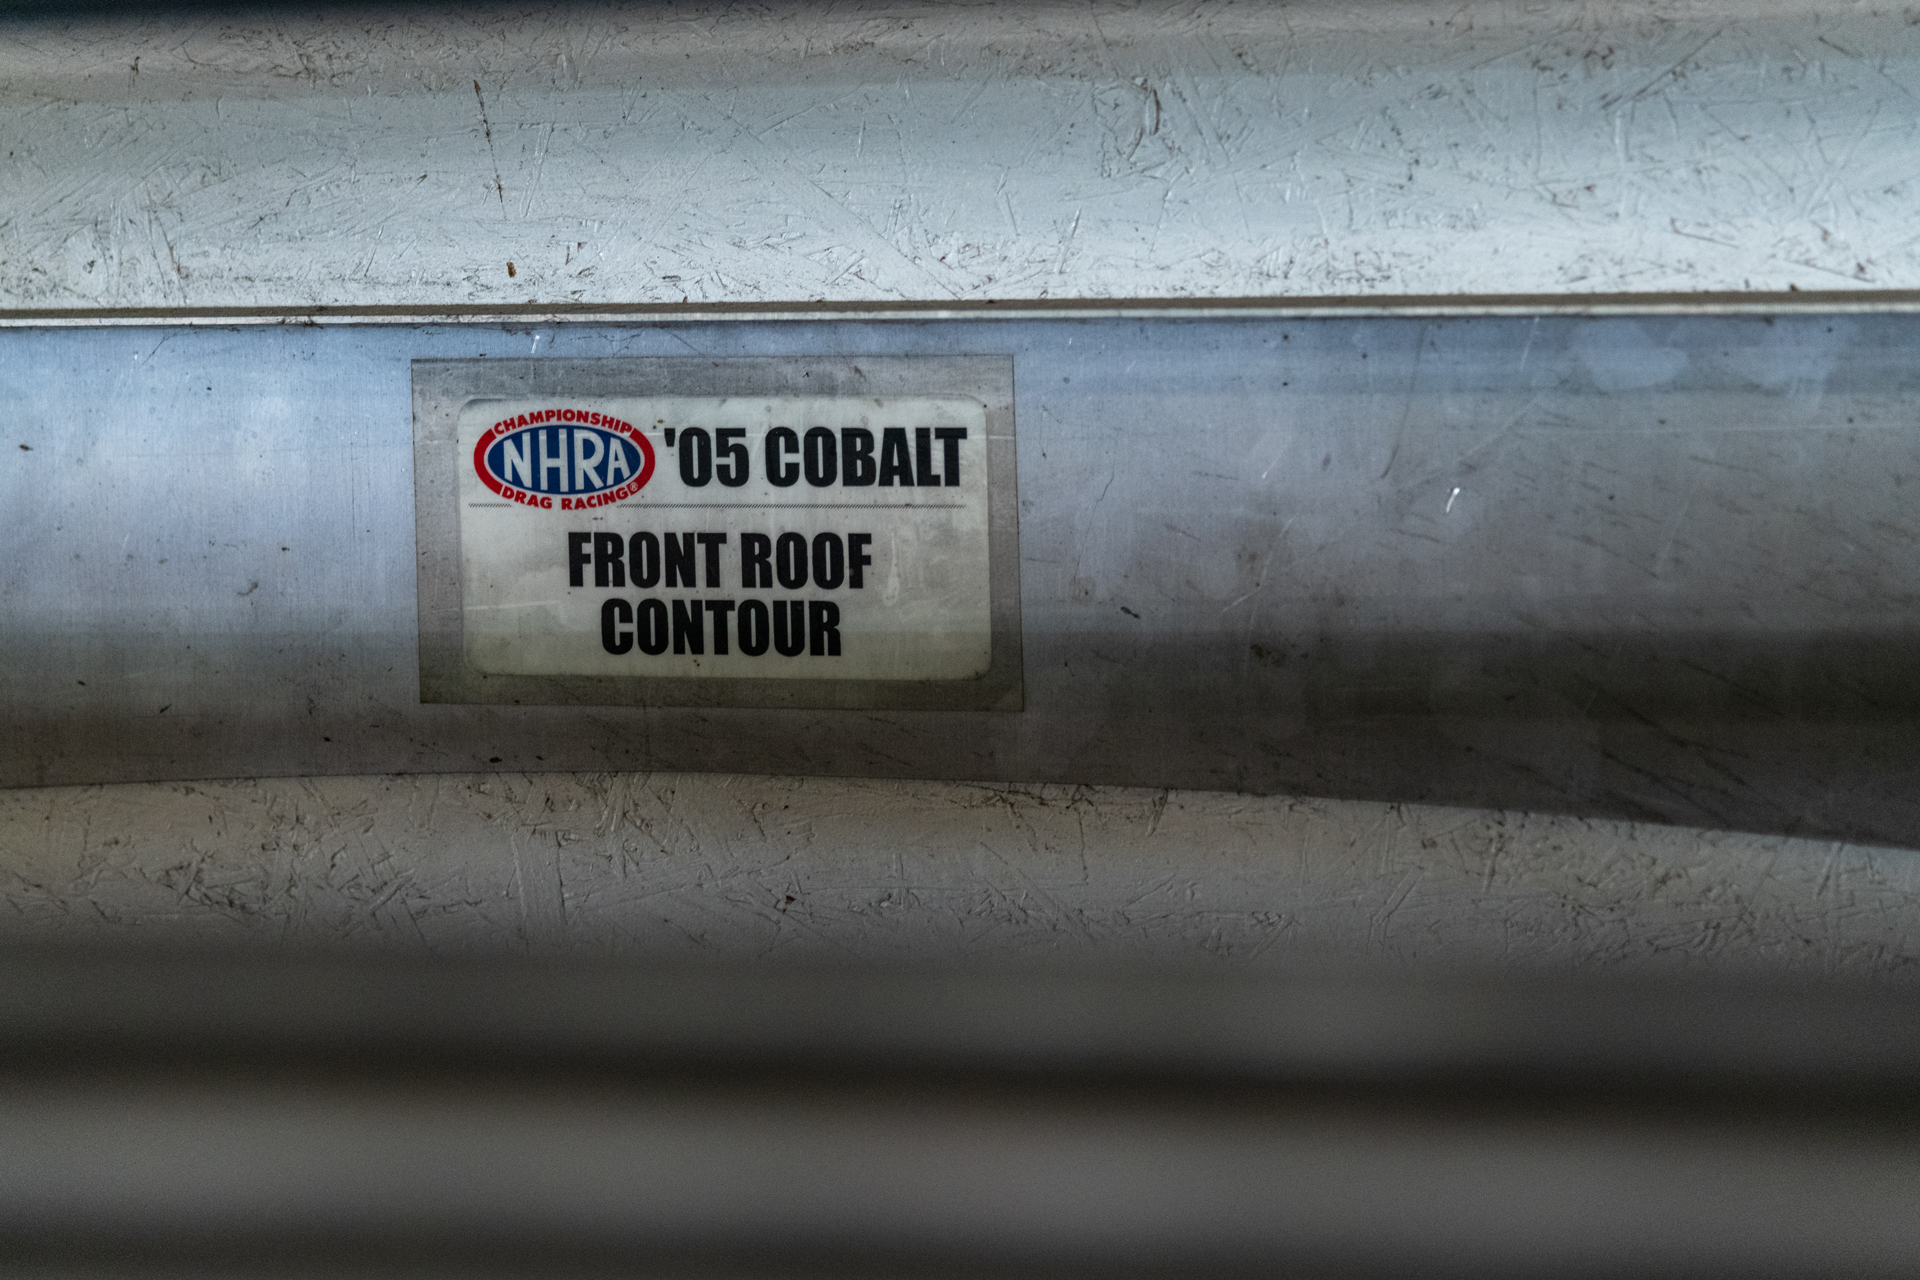 CHAMPIONSHIP
NHRA
DRAG RACING®
'05 COBALT
FRONT ROOF
CONTOUR